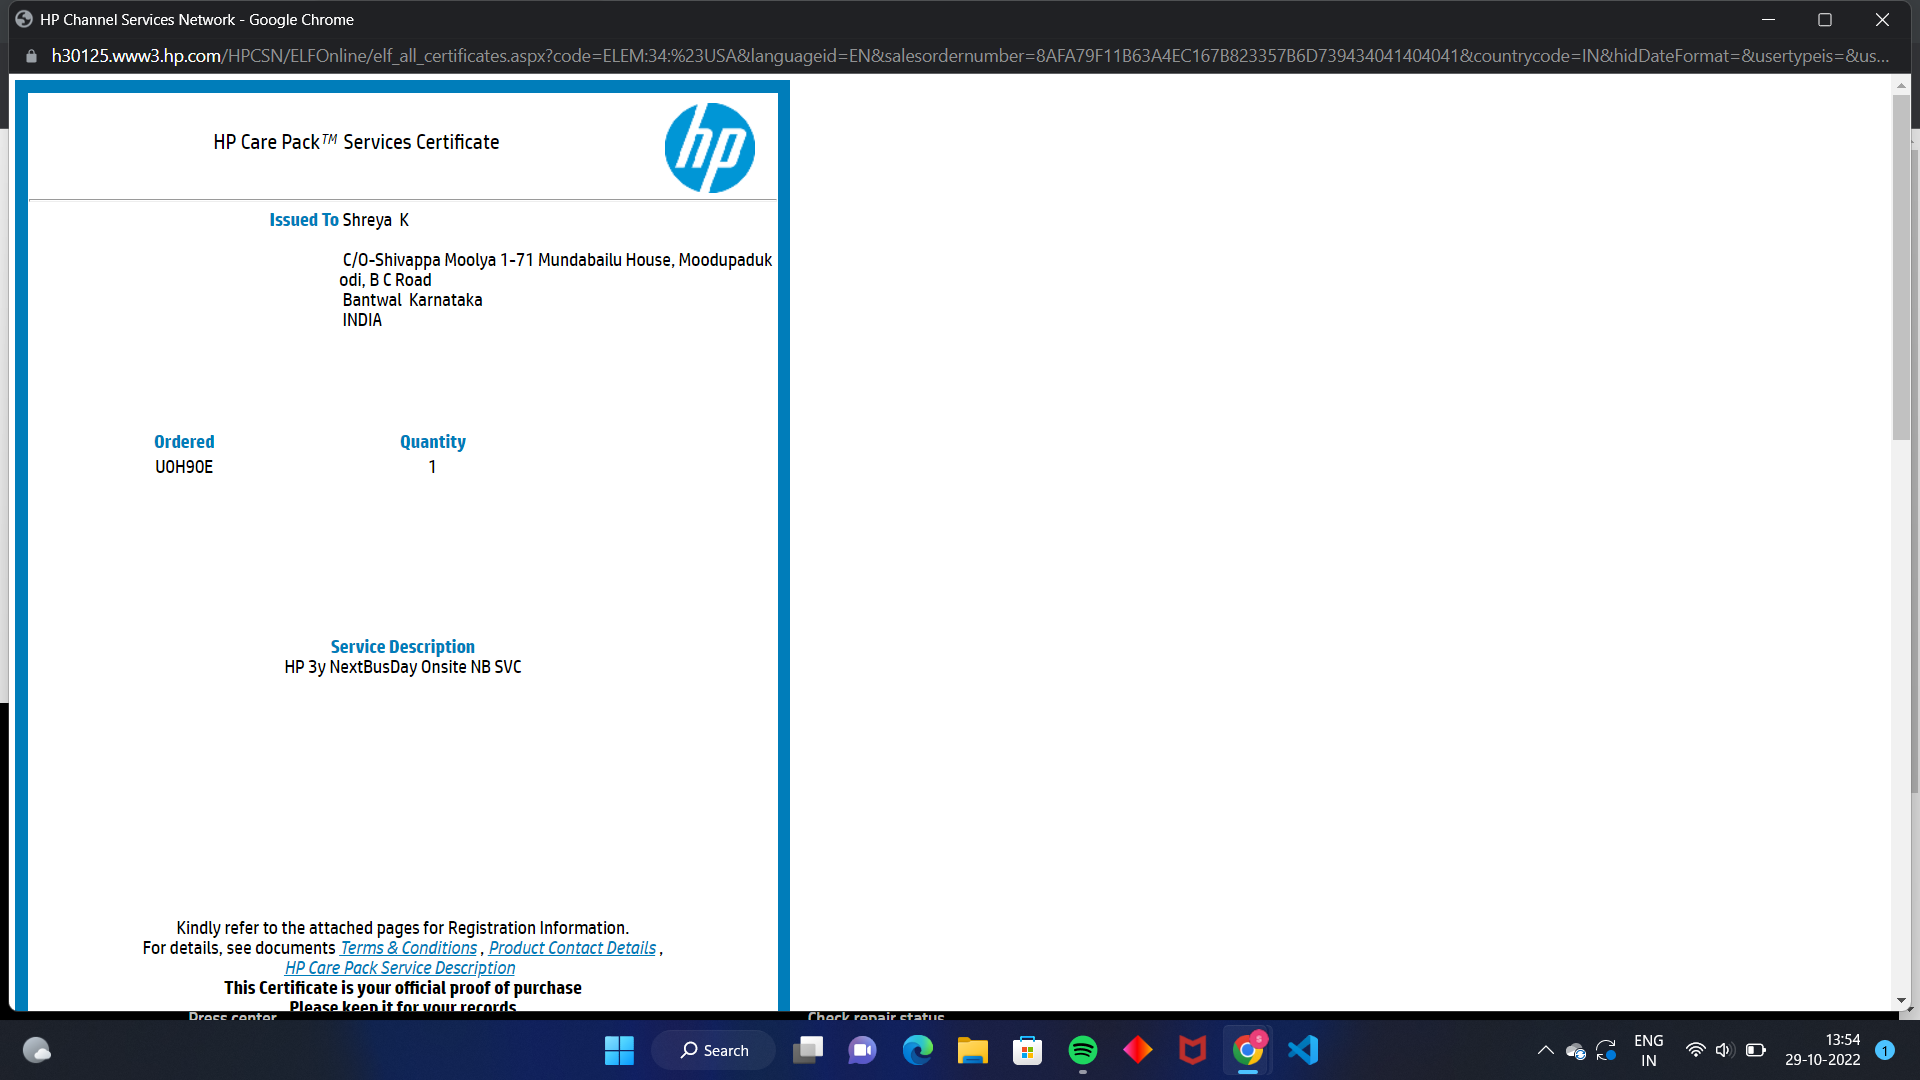 HP Channel Services Network - Google Chrome
h30125.www3.hp.com/HPCSN/ELFOnline/elf_all_certificates.aspx?code=ELEM:34:%23USA&languageid=EN&salesordernumber=8AFA79F11B63A4EC167B823357B6D739434041404041&countrycode=IN&hidDateFormat=&usertypeis=&us...
HP Care Pack™ Services Certificate
hp
Issued To Shreya K
C/O-Shivappa Moolya 1-71 Mundabailu House, Moodupaduk
odi, B C Road
Bantwal Karnataka
INDIA
Ordered Quantity
U0H90E 1
Service Description
HP 3y NextBusDay Onsite NB SVC
Kindly refer to the attached pages for Registration Information.
For details, see documents Terms & Conditions , Product Contact Details ,
HP Care Pack Service Description
This Certificate is your official proof of purchase
Please keep it for your records
Press center Check repair status
Search
S
ENG
IN
13:54
29-10-2022
1